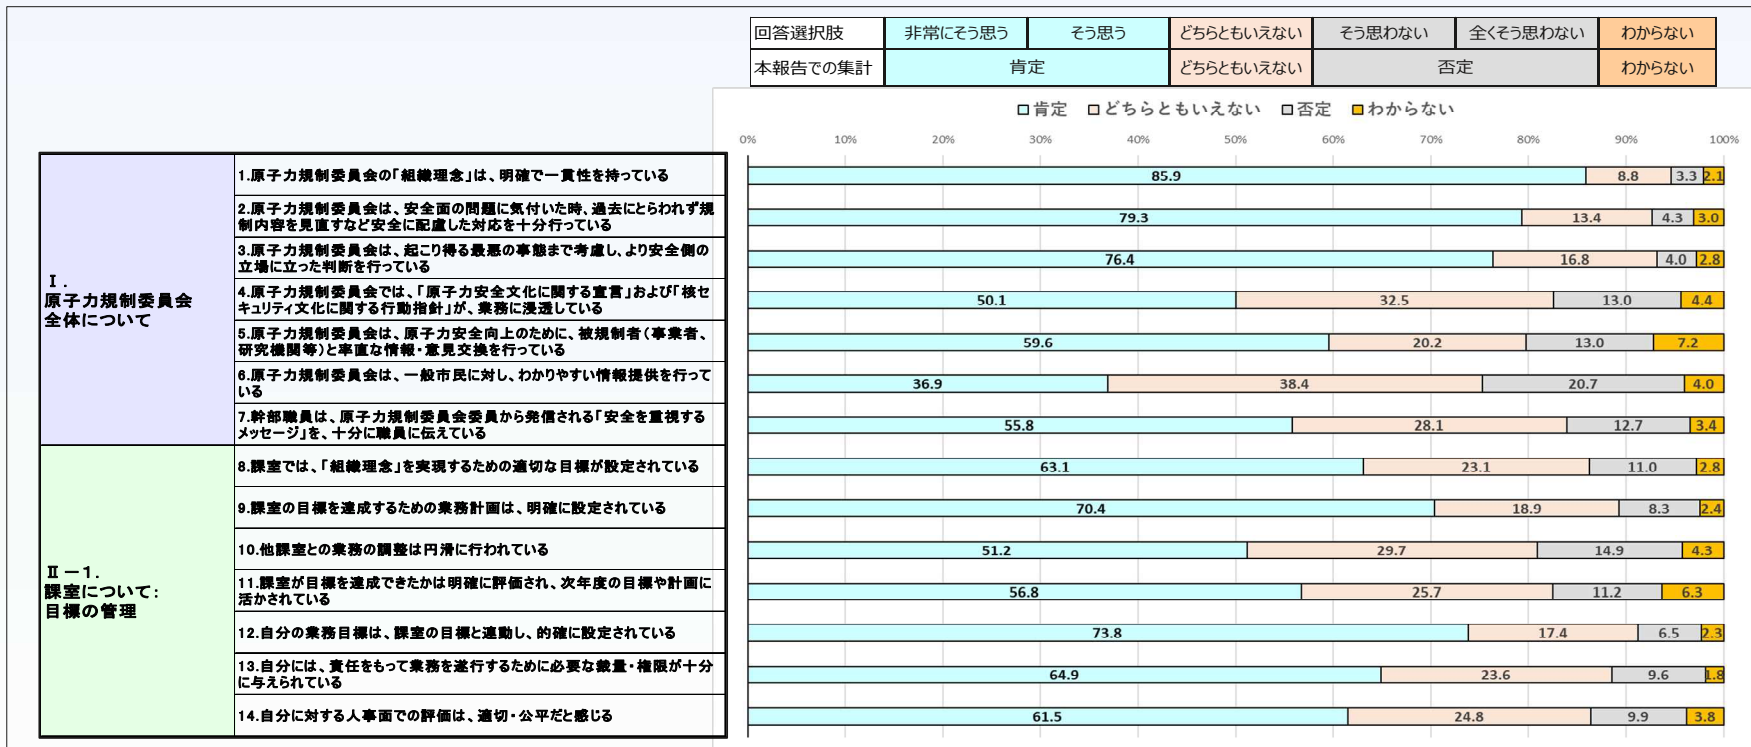 回答選択肢 非常にそう思う そう思う どちらともいえない そう思わない 全くそう思わない わからない
本報告での集計 肯定 どちらともいえない 否定 わからない
肯定 どちらともいえない 否定 わからない
0% 10% 20% 30% 40% 50% 60% 70% 80% 90% 100%
Ⅰ.
原子力規制委員会
全体について
1.原子力規制委員会の「組織理念」は、明確で一貫性を持っている
85.9 8.8 3.3 2.1
2.原子力規制委員会は、安全面の問題に気付いた時、過去にとらわれず規
制内容を見直すなど安全に配慮した対応を十分行っている
79.3 13.4 4.3 3.0
3.原子力規制委員会は、起こり得る最悪の事態まで考慮し、より安全側の
立場に立った判断を行っている
76.4 16.8 4.0 2.8
4.原子力規制委員会では、「原子力安全文化に関する宣言」および「核セ
キュリティ文化に関する行動指針」が、業務に浸透している
50.1 32.5 13.0 4.4
5.原子力規制委員会は、原子力安全向上のために、被規制者(事業者、
研究機関等)と率直な情報・意見交換を行っている
59.6 20.2 13.0 7.2
6.原子力規制委員会は、一般市民に対し、わかりやすい情報提供を行って
いる
36.9 38.4 20.7 4.0
7.幹部職員は、原子力規制委員会委員から発信される「安全を重視する
メッセージ」を、十分に職員に伝えている
55.8 28.1 12.7 3.4
Ⅱ－1.
課室について:
目標の管理
8.課室では、「組織理念」を実現するための適切な目標が設定されている
63.1 23.1 11.0 2.8
9.課室の目標を達成するための業務計画は、明確に設定されている
70.4 18.9 8.3 2.4
10.他課室との業務の調整は円滑に行われている
51.2 29.7 14.9 4.3
11.課室が目標を達成できたかは明確に評価され、次年度の目標や計画に
活かされている
56.8 25.7 11.2 6.3
12.自分の業務目標は、課室の目標と連動し、的確に設定されている
73.8 17.4 6.5 2.3
13.自分には、責任をもって業務を遂行するために必要な裁量・権限が十分
に与えられている
64.9 23.6 9.6 1.8
14.自分に対する人事面での評価は、適切・公平だと感じる
61.5 24.8 9.9 3.8